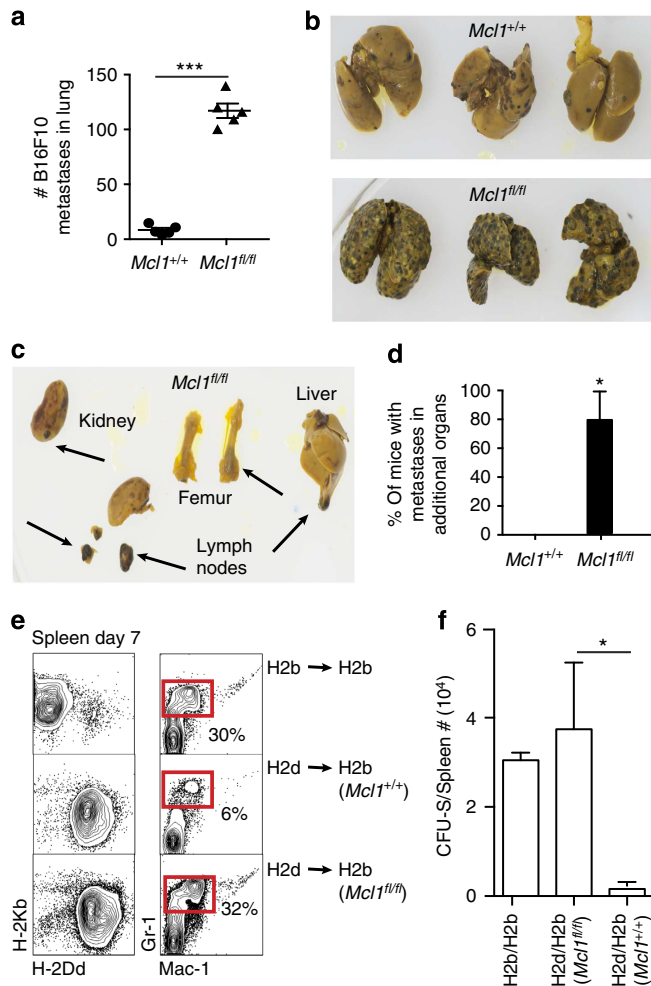 a
***
# B16F10
metastases in lung
150
100
50
0
Mcl1+/+
Mcl1fl/fl
b
Mcl1+/+
Mcl1fl/fl
c
Mcl1fl/fl
Kidney
Liver
Femur
Lymph
nodes
d
% Of mice with
metastases in
additional organs
100
80
60
40
20
0
*
Mcl1+/+
Mcl1fl/fl
e
Spleen day 7
H2b → H2b
30%
H2d → H2b
(Mcl1+/+)
6%
H2d → H2b
(Mcl1fl/fl)
32%
H-2Kb
H-2Dd
Gr-1
Mac-1
f
CFU-S/Spleen # (10⁴)
6
4
2
0
*
H2b/H2b
H2d/H2b
(Mcl1fl/fl)
H2d/H2b
(Mcl1+/+)